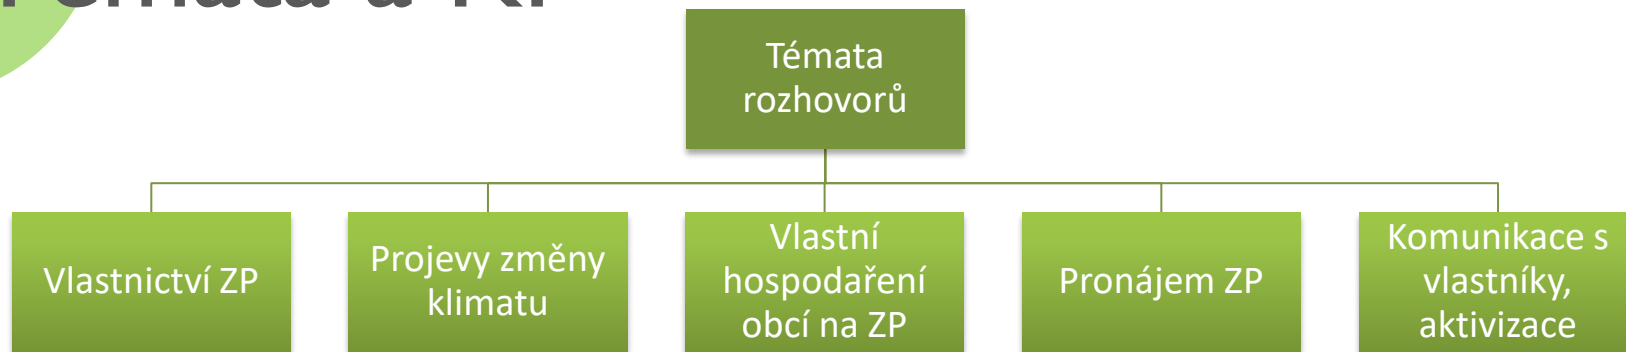 Témata
rozhovorů
Vlastnictví ZP
Projevy změny
klimatu
Vlastní
hospodaření
obcí na ZP
Pronájem ZP
Komunikace s
vlastníky,
aktivizace